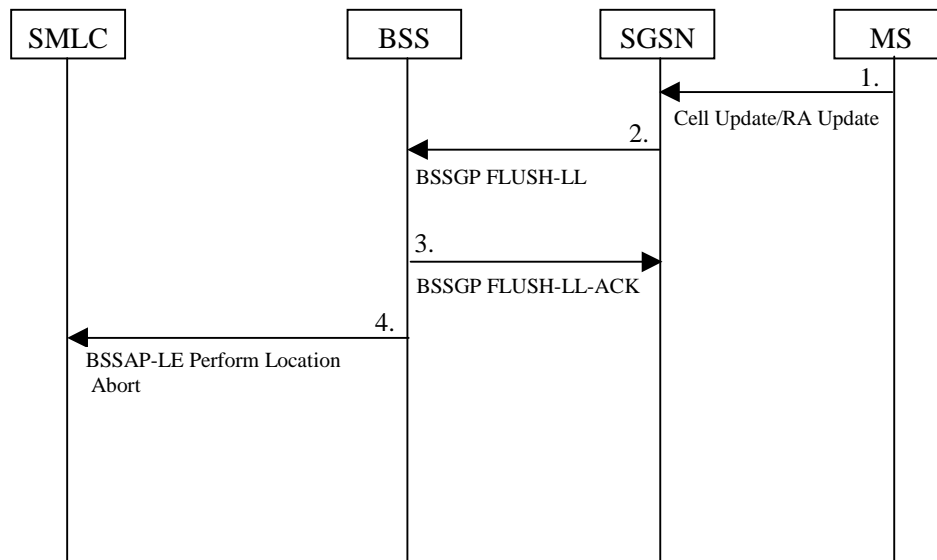 SMLC
BSS
SGSN
MS
1.
Cell Update/RA Update
2.
BSSGP FLUSH-LL
3.
BSSGP FLUSH-LL-ACK
4.
BSSAP-LE Perform Location
Abort